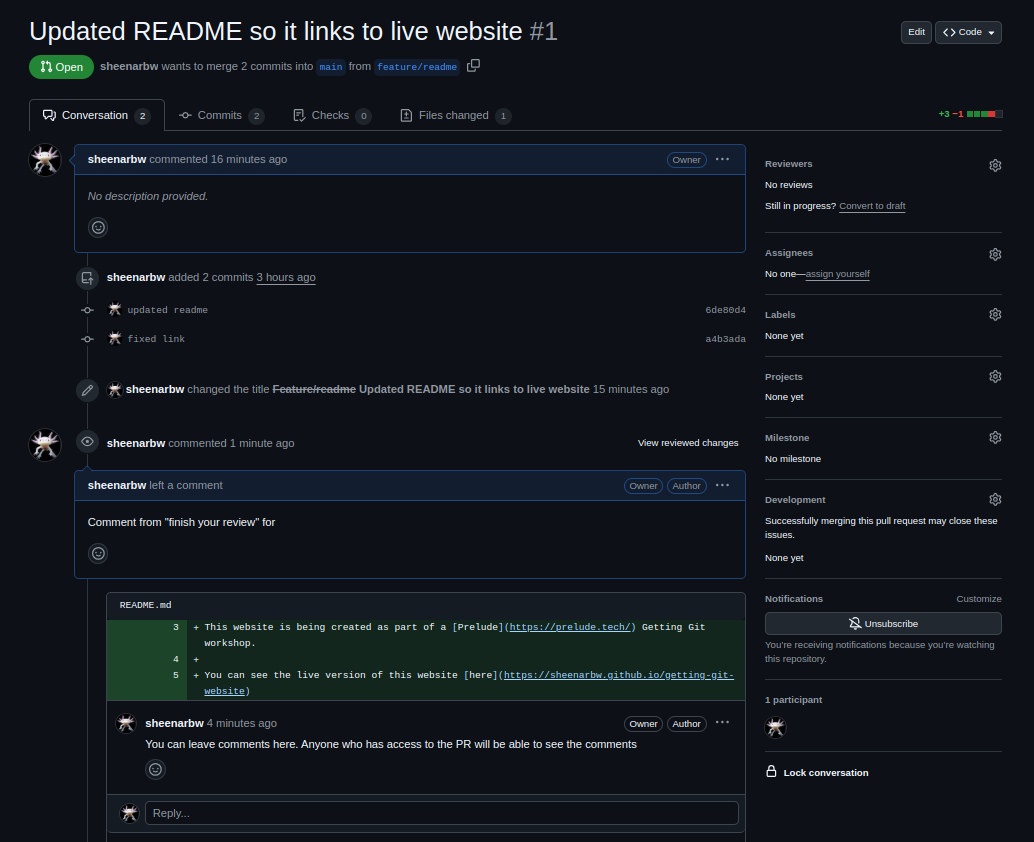 Updated README so it links to live website #1
Edit
Code
Open
sheenarbw wants to merge 2 commits into main from feature/readme
Conversation 2
Commits 2
Checks 0
Files changed 1
+3 −1
sheenarbw commented 16 minutes ago
Owner
No description provided.
sheenarbw added 2 commits 3 hours ago
updated readme
6de80d4
fixed link
a4b3ada
sheenarbw changed the title Feature/readme Updated README so it links to live website 15 minutes ago
sheenarbw commented 1 minute ago
View reviewed changes
sheenarbw left a comment
Owner
Author
Comment from "finish your review" for
README.md
3 + This website is being created as part of a [Prelude](https://prelude.tech/) Getting Git
workshop.
4 +
5 + You can see the live version of this website [here](https://sheenarbw.github.io/getting-git-
website)
sheenarbw 4 minutes ago
Owner
Author
You can leave comments here. Anyone who has access to the PR will be able to see the comments
Reply...
Reviewers
No reviews
Still in progress? Convert to draft
Assignees
No one—assign yourself
Labels
None yet
Projects
None yet
Milestone
No milestone
Development
Successfully merging this pull request may close these
issues.
None yet
Notifications
Customize
Unsubscribe
You're receiving notifications because you're watching
this repository.
1 participant
Lock conversation